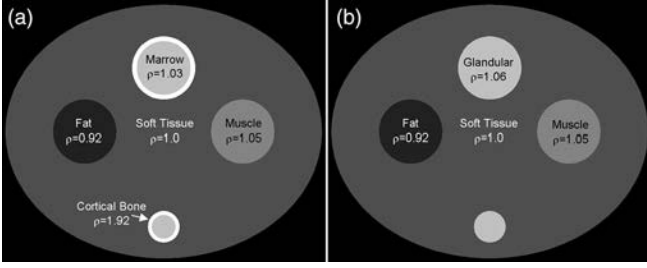 (a)
Marrow
ρ=1.03
Fat
ρ=0.92
Soft Tissue
ρ=1.0
Muscle
ρ=1.05
Cortical Bone
ρ=1.92
(b)
Glandular
ρ=1.06
Fat
ρ=0.92
Soft Tissue
ρ=1.0
Muscle
ρ=1.05